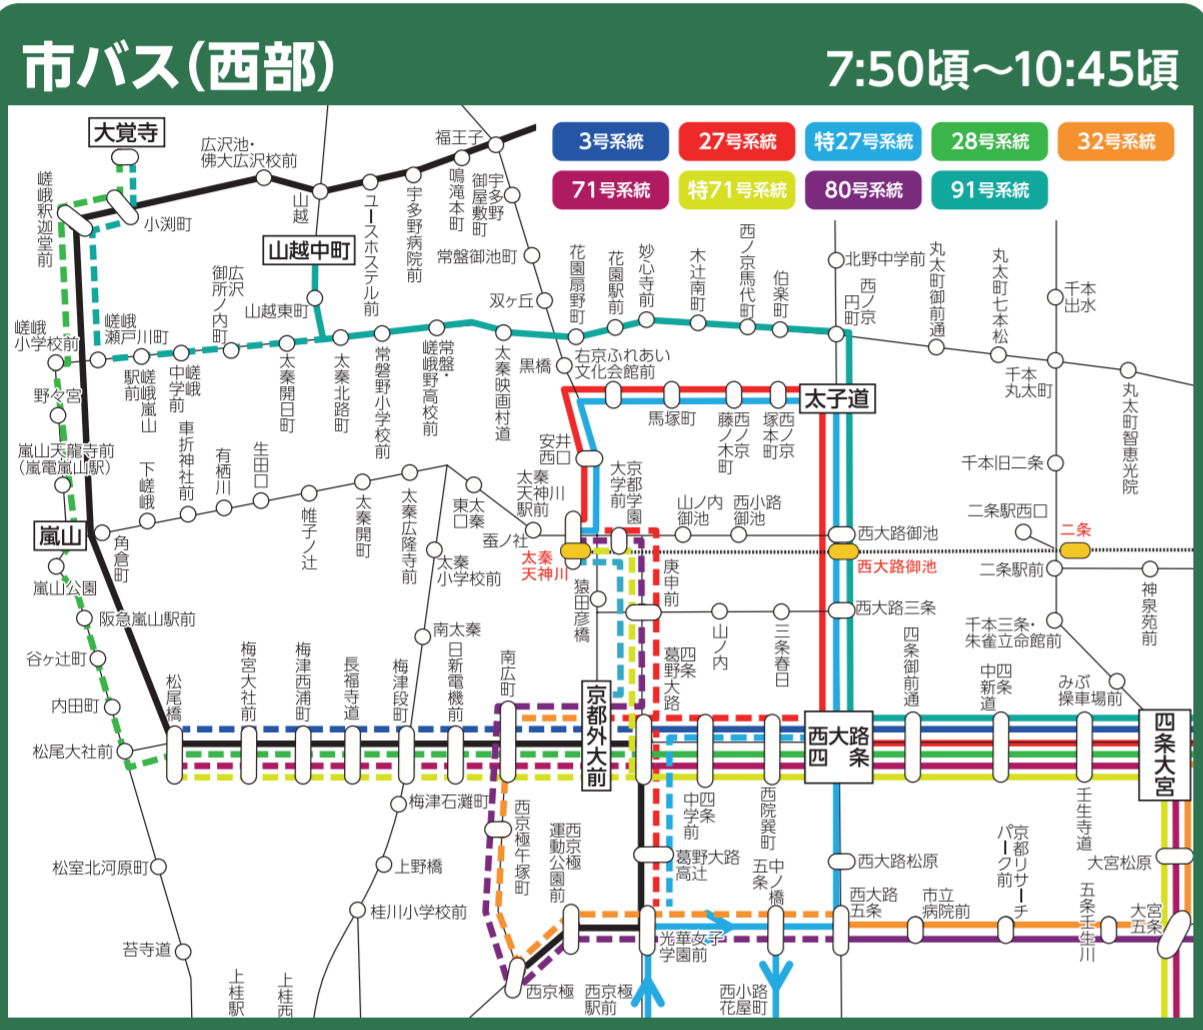 市バス(西部)
7:50頃〜10:45頃
3号系統
27号系統
特27号系統
28号系統
32号系統
71号系統
特71号系統
80号系統
91号系統
大覚寺
広沢池・
佛大広沢校前
福王子
嵯峨釈迦堂前
小渕町
山越
ユースホステル前
宇多野病院前
鳴滝本町
宇多野
御屋敷町
山越中町
常盤御池町
双ヶ丘
黒橋
山越東町
広沢
御所ノ内町
嵯峨
瀬戸川町
嵯峨
小学校前
嵯峨嵐山
駅前
嵯峨
中学前
太秦開日町
太秦北路町
常磐野小学校前
常盤・
嵯峨野高校前
太秦映画村道
花園扇野町
花園駅前
妙心寺前
木辻南町
西ノ京馬代町
伯楽町
西ノ京
円町
北野中学前
丸太町御前通
丸太町七本松
千本
出水
千本
丸太町
丸太町智恵光院
野々宮
嵐山天龍寺前
(嵐電嵐山駅)
嵐山
嵐山公園
阪急嵐山駅前
谷ヶ辻町
内田町
松尾大社前
角倉町
下嵯峨
車折神社前
有栖川
生田口
帷子ノ辻
太秦開町
太秦広隆寺前
東太秦
口
蚕ノ社
太秦
天神川
駅前
太秦
天神川
安井
西口
右京ふれあい
文化会館前
馬塚町
西ノ京
藤ノ木町
西ノ京
塚本町
太子道
京都学園
大学前
山ノ内
御池
西小路
御池
西大路御池
西大路御池
千本旧二条
二条駅西口
二条
二条駅前
神泉苑前
千本三条・
朱雀立命館前
みぶ
操車場前
太秦
小学校前
南太秦
猿田彦橋
庚申前
山ノ内
三条春日
西大路三条
松尾橋
梅宮大社前
梅津西浦町
長福寺道
梅津段町
日新電機前
南広町
京都外大前
四条
葛野大路
西大路
四条
四条御前通
四条
中新道
四条大宮
梅津石灘町
上野橋
桂川小学校前
松室北河原町
苔寺道
上桂駅
上桂西
西京極午塚町
西京極
運動公園前
西京極
四条
中学前
西院巽町
葛野大路
高辻
光華女子
学園前
西京極
駅前
中ノ橋
五条
西小路
花屋町
西大路松原
西大路
五条
市立
病院前
京都リサーチ
パーク前
壬生寺道
五条壬生川
大宮松原
大宮
五条